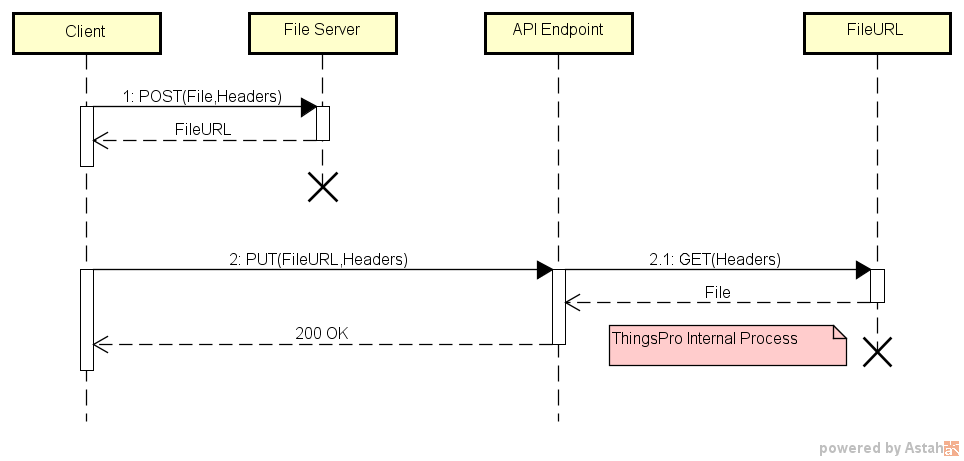 Client
File Server
API Endpoint
FileURL
1: POST(File,Headers)
FileURL
2: PUT(FileURL,Headers)
2.1: GET(Headers)
File
200 OK
ThingsPro Internal Process
powered by Astah